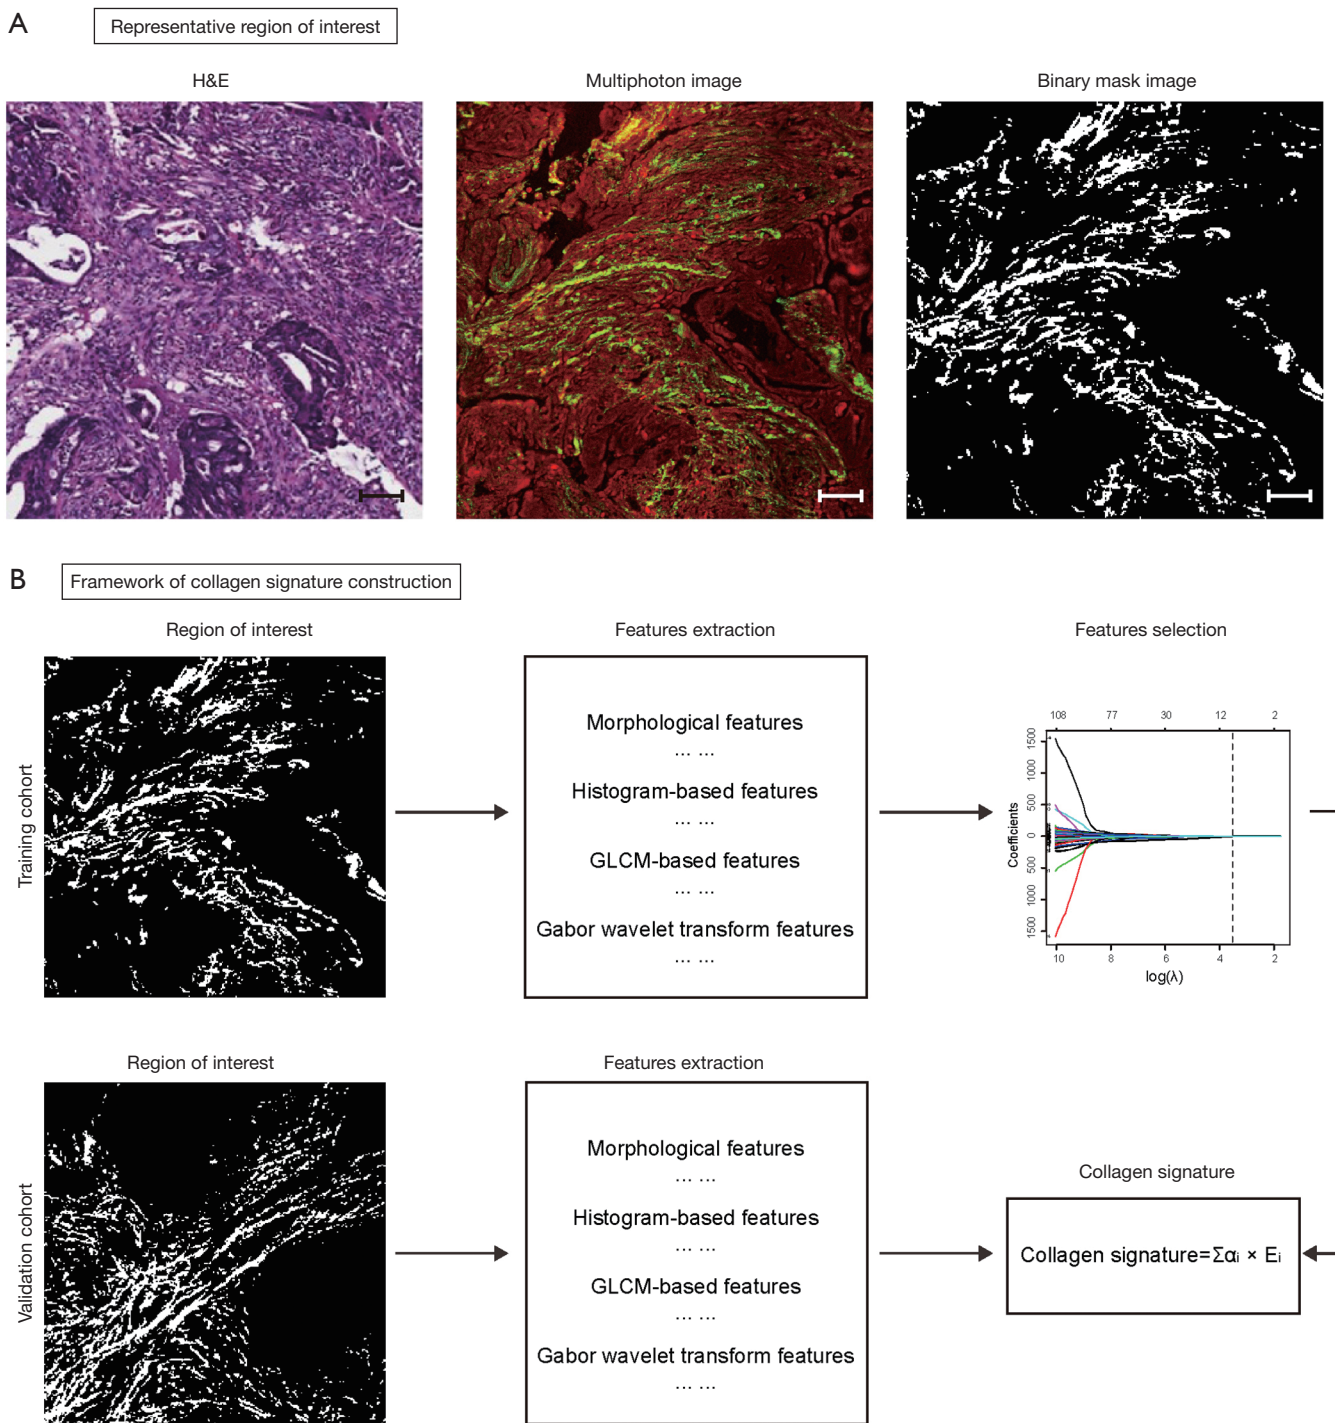 A
Representative region of interest
H&E
Multiphoton image
Binary mask image
B
Framework of collagen signature construction
Region of interest
Features extraction
Features selection
Training cohort
Morphological features
... ...
Histogram-based features
... ...
GLCM-based features
... ...
Gabor wavelet transform features
... ...
108 77 30 12 2
Coefficients
1500
1000
500
0
500
1000
1500
10 8 6 4 2
log(λ)
Region of interest
Features extraction
Validation cohort
Morphological features
... ...
Histogram-based features
... ...
GLCM-based features
... ...
Gabor wavelet transform features
... ...
Collagen signature
Collagen signature=Σαᵢ × Eᵢ